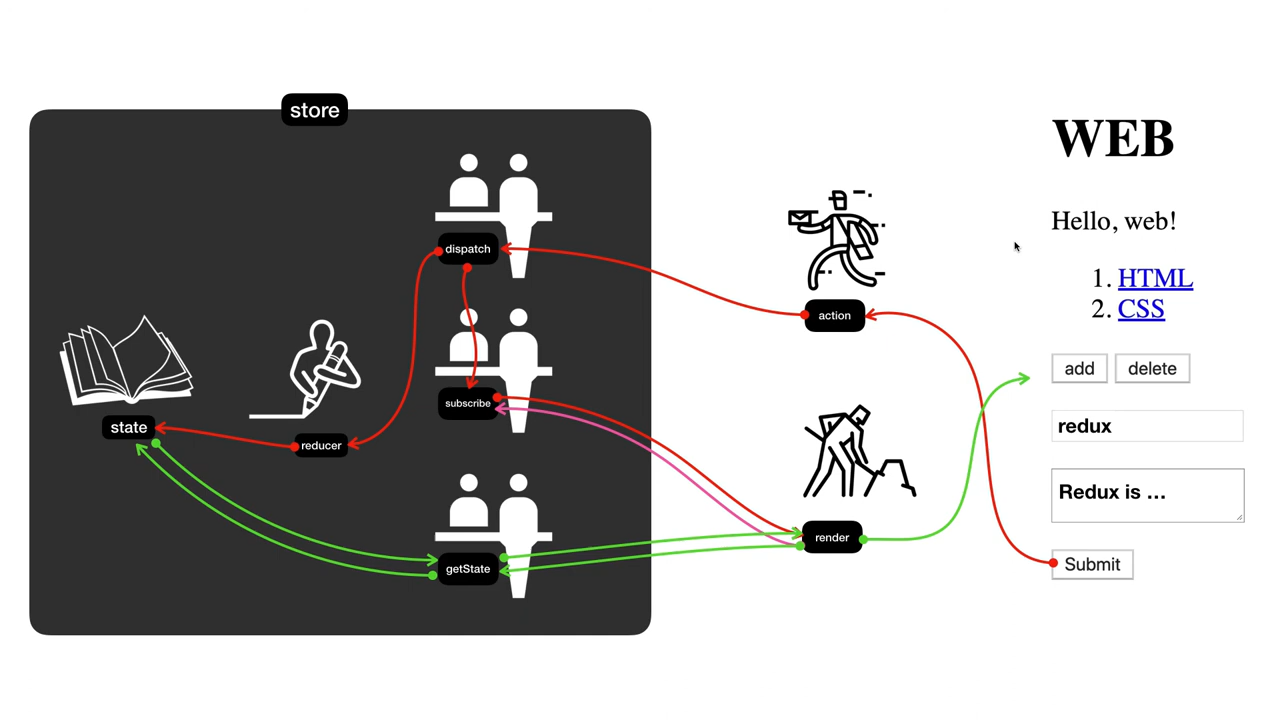 store
dispatch
subscribe
state
reducer
getState
action
render
WEB
Hello, web!
1. HTML
2. CSS
add delete
redux
Redux is ...
Submit